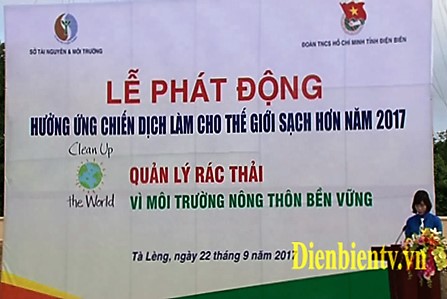 SỞ TÀI NGUYÊN & MÔI TRƯỜNG
ĐOÀN TNCS HỒ CHÍ MINH TỈNH ĐIỆN BIÊN
LỄ PHÁT ĐỘNG
HƯỞNG ỨNG CHIẾN DỊCH LÀM CHO THẾ GIỚI SẠCH HƠN NĂM 2017
Clean Up
the World
QUẢN LÝ RÁC THẢI
VÌ MÔI TRƯỜNG NÔNG THÔN BỀN VỮNG
Tà Lèng, ngày 22 tháng 9 năm 2017
Dienbientv.vn